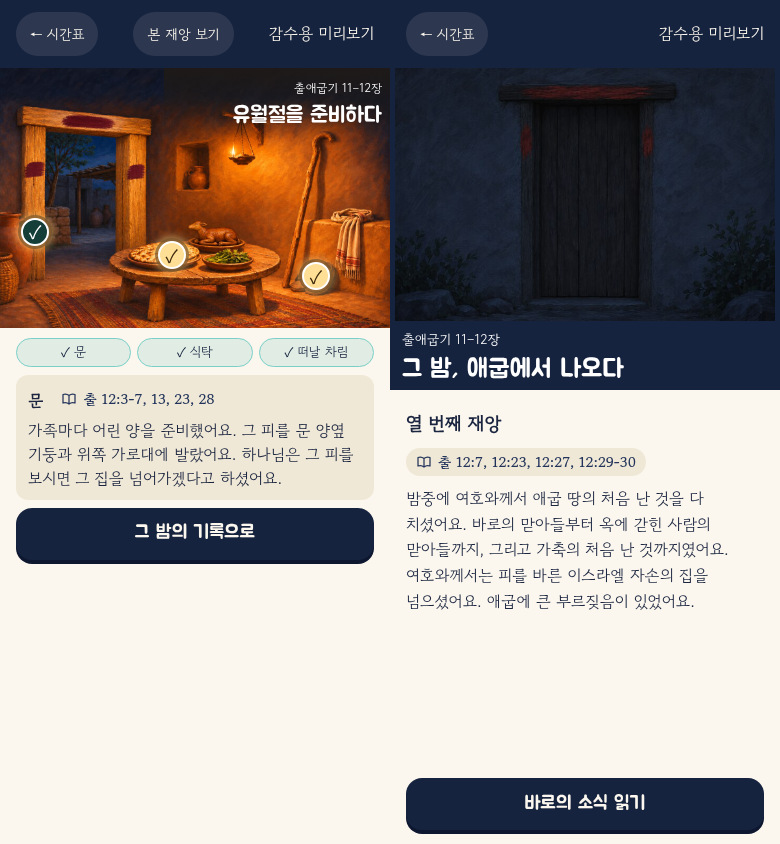 ← 시간표
본 재앙 보기
감수용 미리보기
출애굽기 11–12장
유월절을 준비하다
✓
✓
✓
✓ 문
✓ 식탁
✓ 떠날 차림
문
출 12:3-7, 13, 23, 28
가족마다 어린 양을 준비했어요. 그 피를 문 양옆
기둥과 위쪽 가로대에 발랐어요. 하나님은 그 피를
보시면 그 집을 넘어가겠다고 하셨어요.
그 밤의 기록으로
← 시간표
감수용 미리보기
출애굽기 11–12장
그 밤, 애굽에서 나오다
열 번째 재앙
출 12:7, 12:23, 12:27, 12:29-30
밤중에 여호와께서 애굽 땅의 처음 난 것을 다
치셨어요. 바로의 맏아들부터 옥에 갇힌 사람의
맏아들까지, 그리고 가축의 처음 난 것까지였어요.
여호와께서는 피를 바른 이스라엘 자손의 집을
넘으셨어요. 애굽에 큰 부르짖음이 있었어요.
바로의 소식 읽기